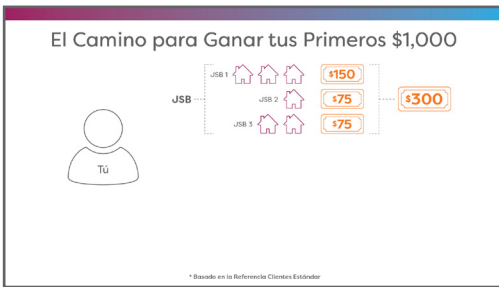 El Camino para Ganar tus Primeros $1,000
JSB 1 $150
JSB JSB 2 $75 $300
JSB 3 $75
Tú
* Basado en la Referencia Clientes Estándar